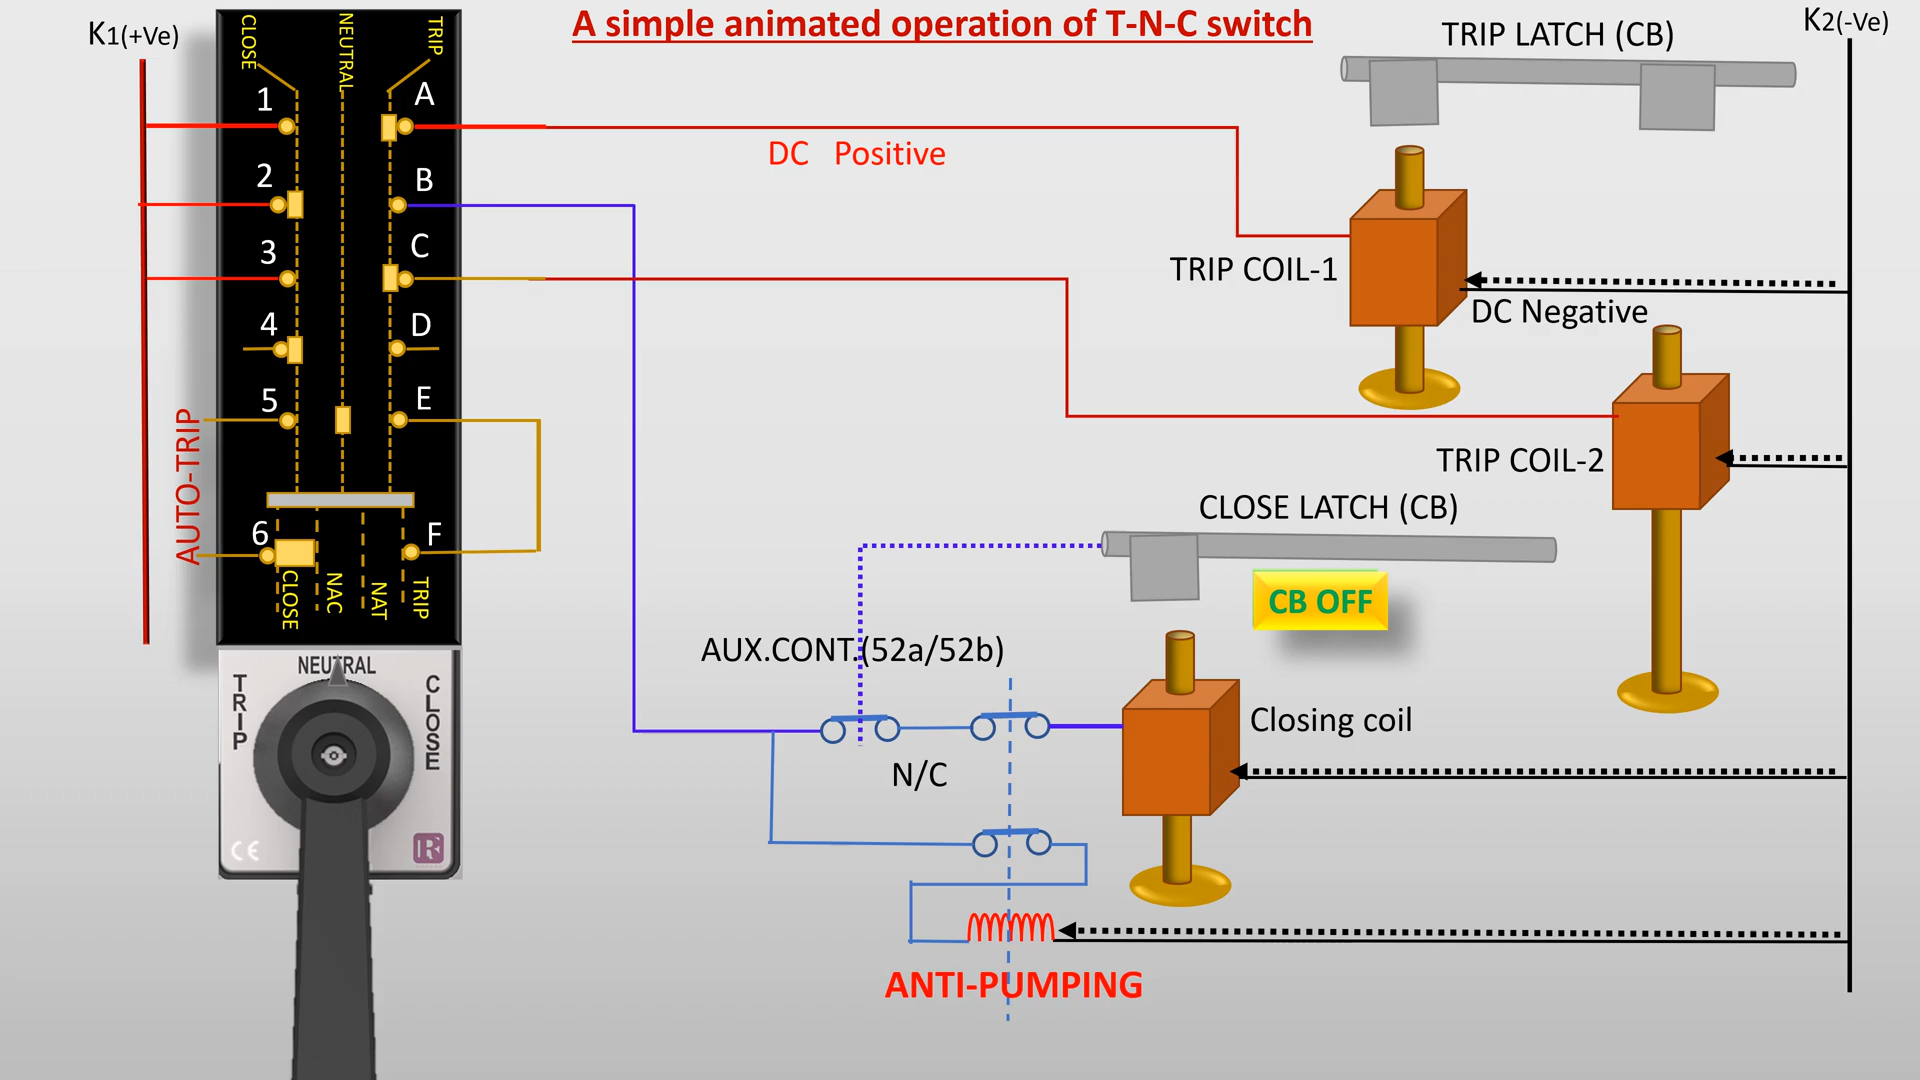 A simple animated operation of T-N-C switch
K1(+Ve)
CLOSE
NEUTRAL
TRIP
TRIP LATCH (CB)
K2(-Ve)
1
A
DC Positive
2
B
3
C
TRIP COIL-1
DC Negative
4
D
5
E
AUTO-TRIP
TRIP COIL-2
CLOSE LATCH (CB)
6
F
CLOSE
NAC
NAT
TRIP
CB OFF
AUX.CONT.(52a/52b)
NEUTRAL
TRIP
CLOSE
Closing coil
N/C
CE
R
ANTI-PUMPING